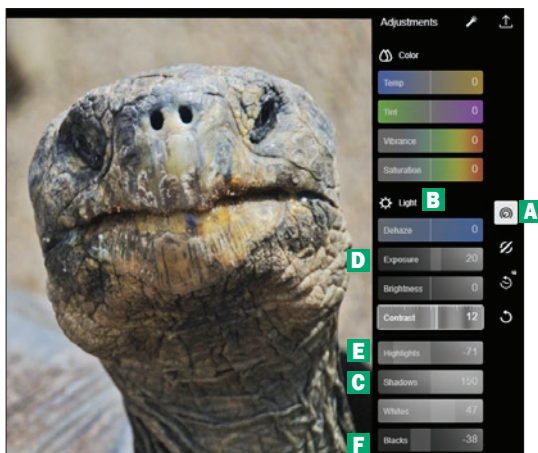 Adjustments
Color
Temp 0
Tint 0
Vibrance 0
Saturation 0
B
Light
A
Dehaze 0
D
Exposure 20
Brightness 0
Contrast 12
E
Highlights -71
C
Shadows 150
Whites 47
F
Blacks -38